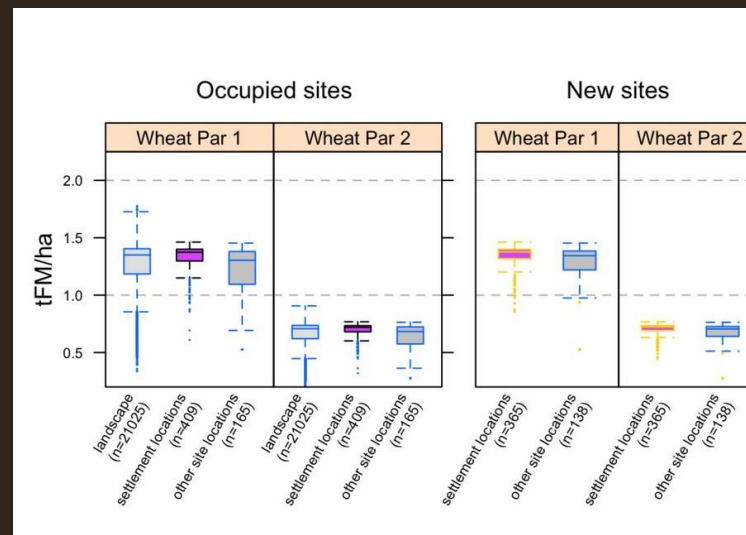 Occupied sites
New sites
Wheat Par 1
Wheat Par 2
Wheat Par 1
Wheat Par 2
tFM/ha
2.0
1.5
1.0
0.5
landscape
(n=21025)
settlement locations
(n=409)
other site locations
(n=165)
landscape
(n=21025)
settlement locations
(n=409)
other site locations
(n=165)
settlement locations
(n=365)
other site locations
(n=138)
settlement locations
(n=365)
other site locations
(n=138)